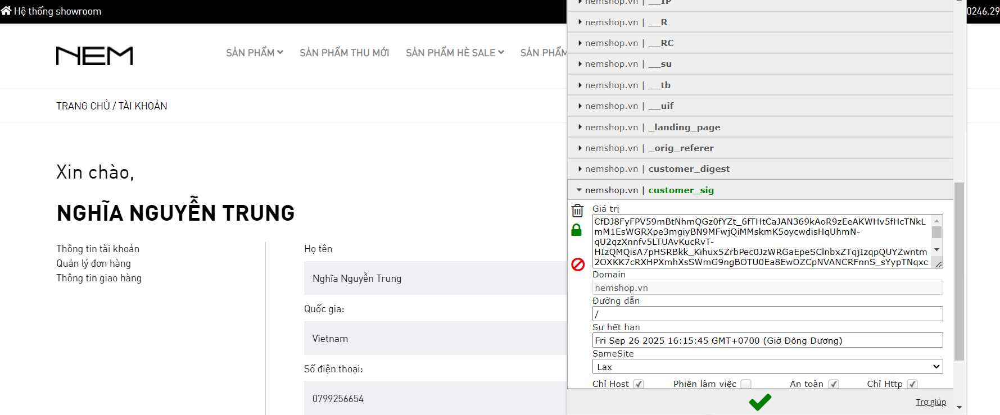 Hệ thống showroom
0246.29
NEM
SẢN PHẨM
SẢN PHẨM THU MỚI
SẢN PHẨM HÈ SALE
SẢN PHẨM
TRANG CHỦ / TÀI KHOẢN
Xin chào,
NGHĨA NGUYỄN TRUNG
Thông tin tài khoản
Quản lý đơn hàng
Thông tin giao hàng
Họ tên
Nghĩa Nguyễn Trung
Quốc gia:
Vietnam
Số điện thoại:
0799256654
nemshop.vn | __IP
nemshop.vn | __R
nemshop.vn | __RC
nemshop.vn | __su
nemshop.vn | __tb
nemshop.vn | __uif
nemshop.vn | _landing_page
nemshop.vn | _orig_referer
nemshop.vn | customer_digest
nemshop.vn | customer_sig
Giá trị
CfDJ8FyFPV59mBtNhmQGz0fYZt_6fTHtCaJAN369kAoR9zEeAKWHv5fHcTNkL
mM1EsWGRXpe3mgiyBN9MFwjQiMMskmK5oycwdisHqUhmN-
qU2qzXnnfv5LTUAvKucRvT-
HIzQMQisA7pHSRBkk_Kihux5ZrbPec0JzWRGaEpeSClnbxZTqjIzqpQUYZwntm
2OXKK7cRXHPXmhXsSWmG9ngBOTU0Ea8EwOZCpNVANCRFnnS_sYypTNqxc
Domain
nemshop.vn
Đường dẫn
/
Sự hết hạn
Fri Sep 26 2025 16:15:45 GMT+0700 (Giờ Đông Dương)
SameSite
Lax
Chỉ Host
Phiên làm việc
An toàn
Chỉ Http
Trợ giúp